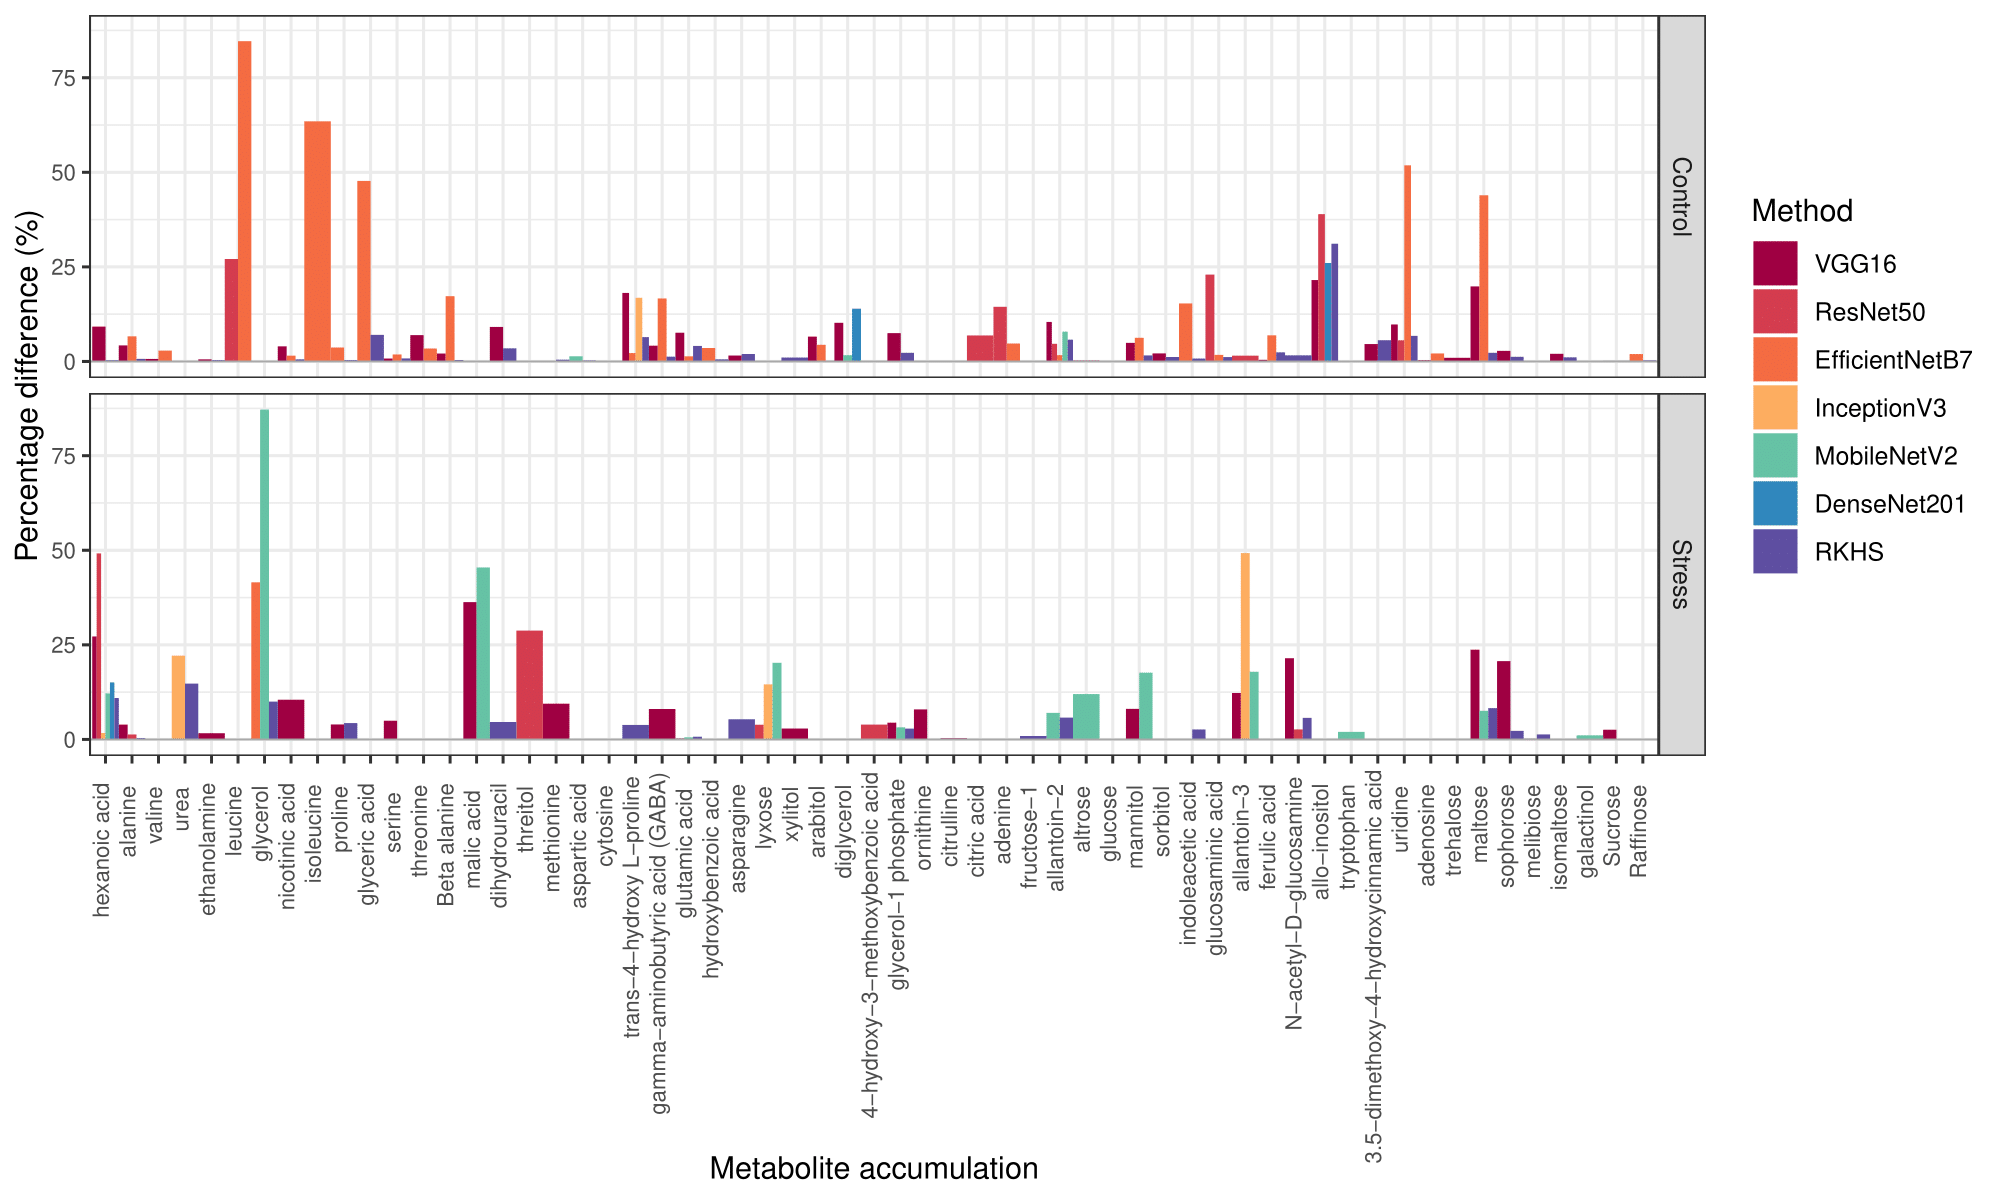 Percentage difference (%)
75
50
25
0
Control
75
50
25
0
Stress
hexanoic acid
alanine
valine
urea
ethanolamine
leucine
glycerol
nicotinic acid
isoleucine
proline
glyceric acid
serine
threonine
Beta alanine
malic acid
dihydrouracil
threitol
methionine
aspartic acid
cytosine
trans−4−hydroxy L−proline
gamma−aminobutyric acid (GABA)
glutamic acid
hydroxybenzoic acid
asparagine
lyxose
xylitol
arabitol
diglycerol
4−hydroxy−3−methoxybenzoic acid
glycerol−1 phosphate
ornithine
citrulline
citric acid
adenine
fructose−1
allantoin−2
altrose
glucose
mannitol
sorbitol
indoleacetic acid
glucosaminic acid
allantoin−3
ferulic acid
N−acetyl−D−glucosamine
allo−inositol
tryptophan
3.5−dimethoxy−4−hydroxycinnamic acid
uridine
adenosine
trehalose
maltose
sophorose
melibiose
isomaltose
galactinol
Sucrose
Raffinose
Metabolite accumulation
Method
VGG16
ResNet50
EfficientNetB7
InceptionV3
MobileNetV2
DenseNet201
RKHS